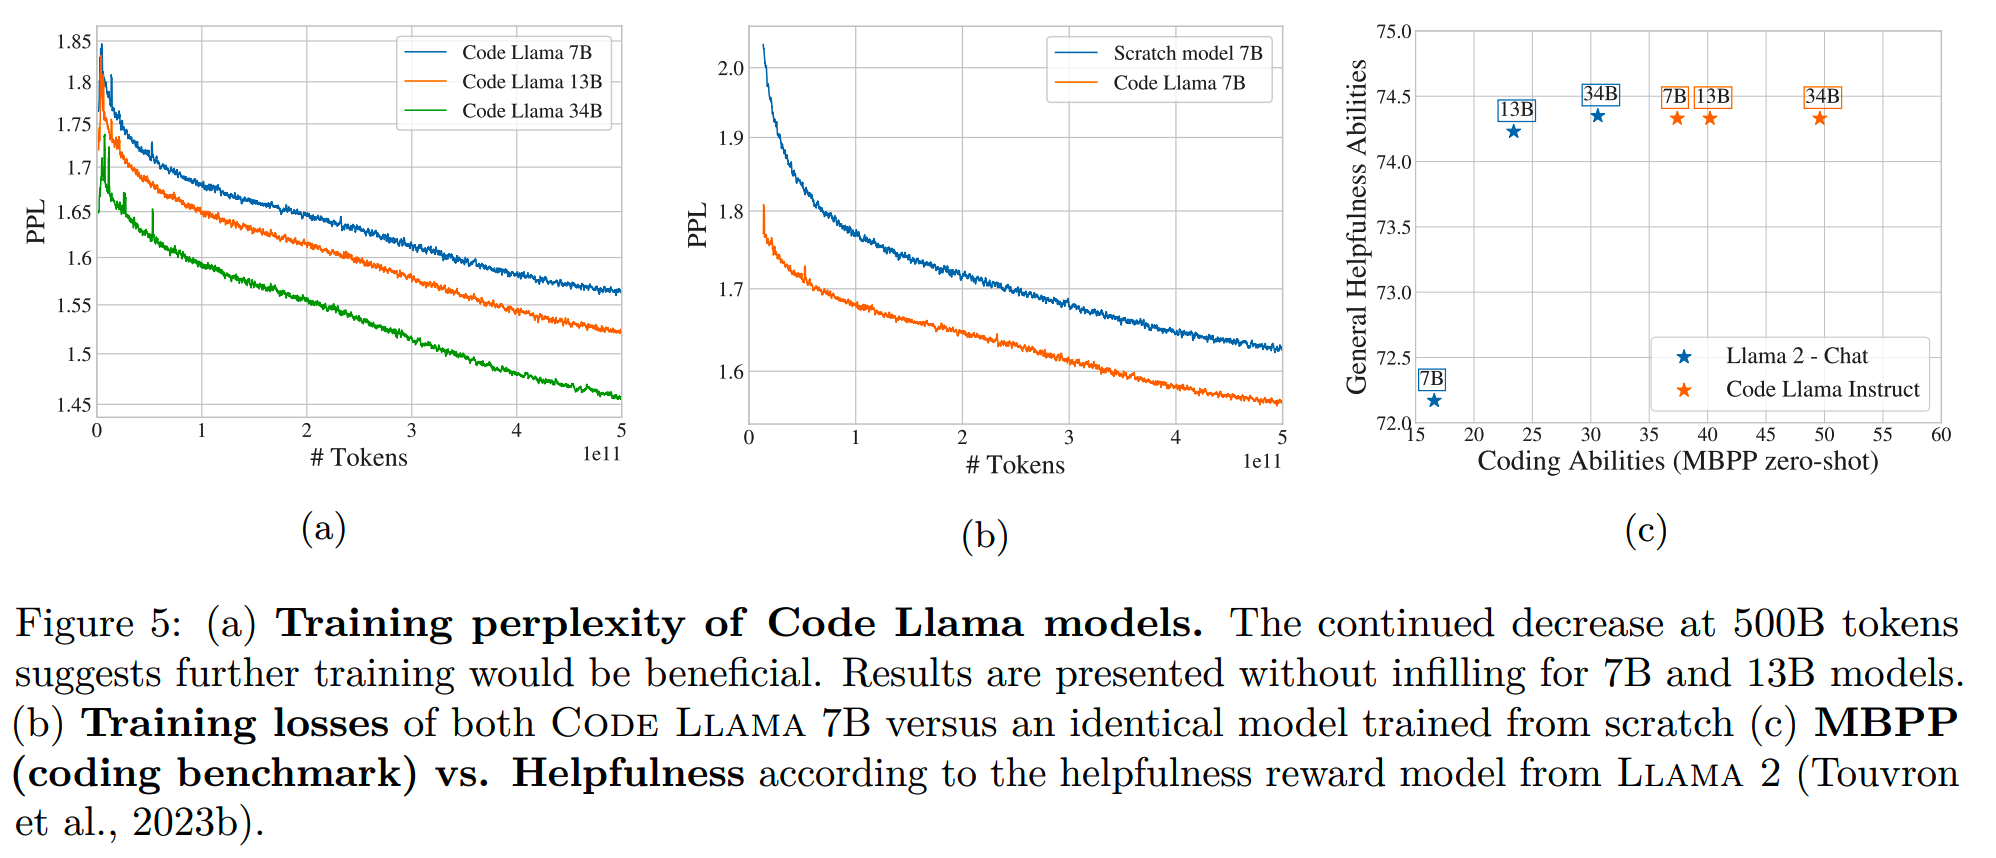 1.85
1.8
1.75
1.7
1.65
1.6
1.55
1.5
1.45
PPL
Code Llama 7B
Code Llama 13B
Code Llama 34B
0 1 2 3 4 5
1e11
# Tokens
(a)
2.0
1.9
1.8
1.7
1.6
PPL
Scratch model 7B
Code Llama 7B
0 1 2 3 4 5
1e11
# Tokens
(b)
75.0
74.5
74.0
73.5
73.0
72.5
72.0
General Helpfulness Abilities
13B
34B
7B
13B
34B
7B
Llama 2 - Chat
Code Llama Instruct
15 20 25 30 35 40 45 50 55 60
Coding Abilities (MBPP zero-shot)
(c)
Figure 5: (a) Training perplexity of Code Llama models. The continued decrease at 500B tokens
suggests further training would be beneficial. Results are presented without infilling for 7B and 13B models.
(b) Training losses of both Code Llama 7B versus an identical model trained from scratch (c) MBPP
(coding benchmark) vs. Helpfulness according to the helpfulness reward model from Llama 2 (Touvron
et al., 2023b).